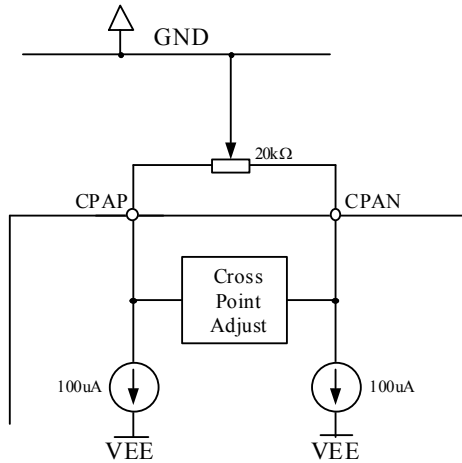 GND
20kΩ
CPAP
CPAN
Cross
Point
Adjust
100uA
100uA
VEE
VEE